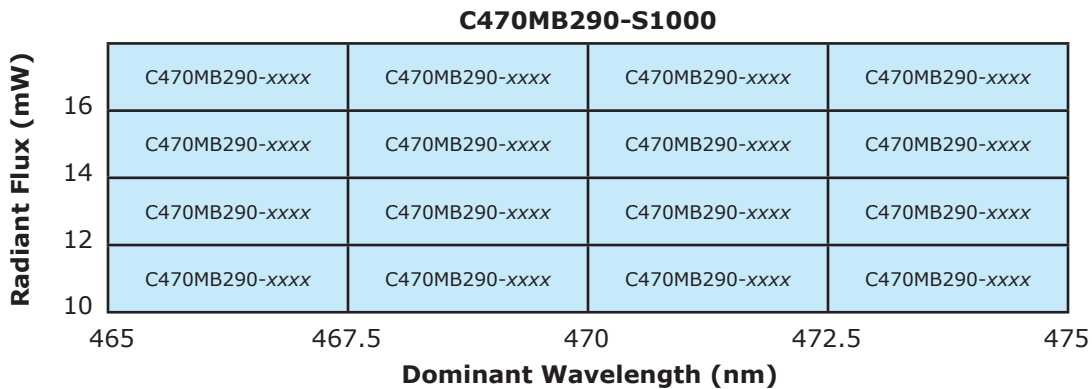 C470MB290-S1000
Radiant Flux (mW)
C470MB290-xxxx C470MB290-xxxx C470MB290-xxxx C470MB290-xxxx
16
C470MB290-xxxx C470MB290-xxxx C470MB290-xxxx C470MB290-xxxx
14
C470MB290-xxxx C470MB290-xxxx C470MB290-xxxx C470MB290-xxxx
12
C470MB290-xxxx C470MB290-xxxx C470MB290-xxxx C470MB290-xxxx
10
465 467.5 470 472.5 475
Dominant Wavelength (nm)